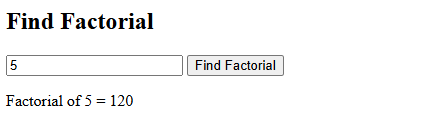 Find Factorial
5 Find Factorial
Factorial of 5 = 120